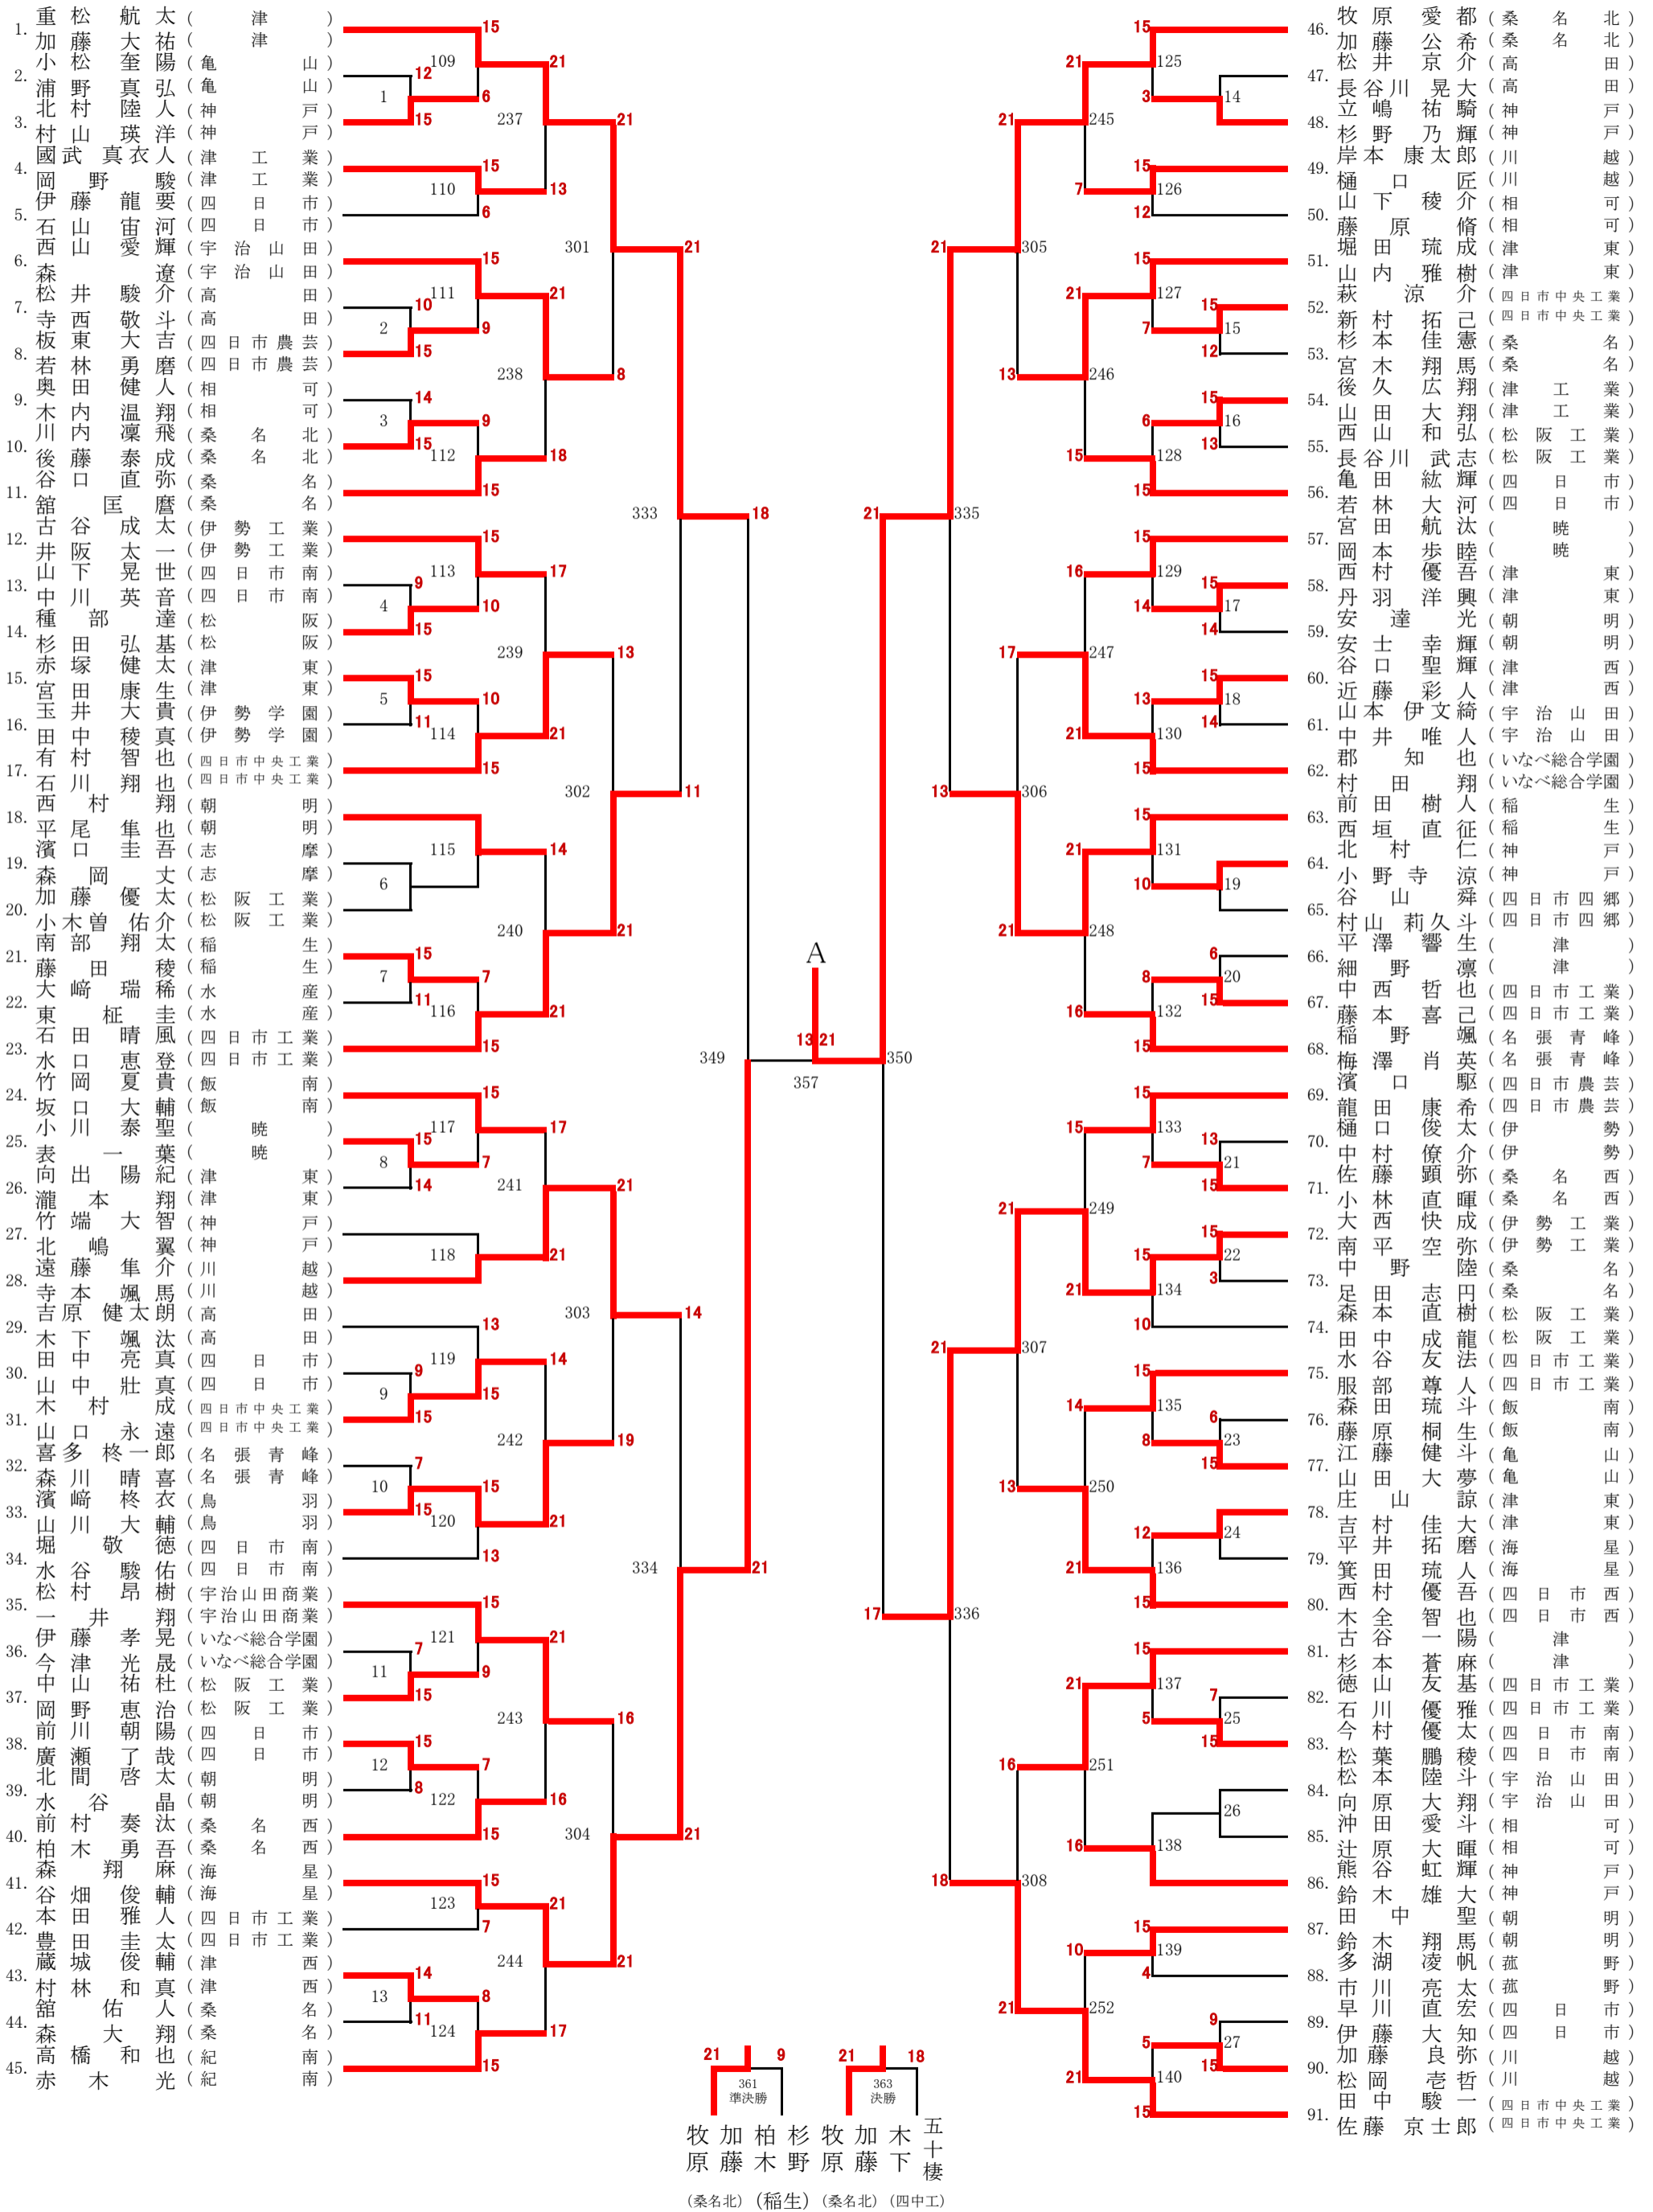 1. 重松 航太 ( 津 )
加藤 大祐 ( 津 )
2. 小松 奎陽 ( 亀山 )
浦野 真弘 ( 亀山 )
3. 北村 陸人 ( 神戸 )
村山 瑛洋 ( 神戸 )
4. 國武 真衣人 ( 津工業 )
岡野 駿 ( 津工業 )
5. 伊藤 龍要 ( 四日市 )
石山 宙河 ( 四日市 )
6. 西山 愛輝 ( 宇治山田 )
森 遼 ( 宇治山田 )
7. 松井 駿介 ( 高田 )
寺西 敬斗 ( 高田 )
8. 板東 大吉 ( 四日市農芸 )
若林 勇磨 ( 四日市農芸 )
9. 奥田 健人 ( 相可 )
木内 温翔 ( 相可 )
10. 川内 凜飛 ( 桑名北 )
後藤 泰成 ( 桑名北 )
11. 谷口 直弥 ( 桑名 )
舘 匡麿 ( 桑名 )
12. 古谷 成太 ( 伊勢工業 )
井阪 太一 ( 伊勢工業 )
13. 山下 晃世 ( 四日市南 )
中川 英音 ( 四日市南 )
14. 種部 達 ( 松阪 )
杉田 弘基 ( 松阪 )
15. 赤塚 健太 ( 津東 )
宮田 康生 ( 津東 )
16. 玉井 大貴 ( 伊勢学園 )
田中 稜真 ( 伊勢学園 )
17. 有村 智也 ( 四日市中央工業 )
石川 翔也 ( 四日市中央工業 )
18. 西村 翔 ( 朝明 )
平尾 隼也 ( 朝明 )
19. 濱口 圭吾 ( 志摩 )
森岡 丈 ( 志摩 )
20. 加藤 優太 ( 松阪工業 )
小木曽 佑介 ( 松阪工業 )
21. 南部 翔太 ( 稲生 )
藤田 稜 ( 稲生 )
22. 大﨑 瑞稀 ( 水産 )
東 柾圭 ( 水産 )
23. 石田 晴風 ( 四日市工業 )
水口 恵登 ( 四日市工業 )
24. 竹岡 夏貴 ( 飯南 )
坂口 大輔 ( 飯南 )
25. 小川 泰聖 ( 暁 )
表 一葉 ( 暁 )
26. 向出 陽紀 ( 津東 )
瀧本 翔 ( 津東 )
27. 竹端 大智 ( 神戸 )
北嶋 翼 ( 神戸 )
28. 遠藤 隼介 ( 川越 )
寺本 颯馬 ( 川越 )
29. 吉原 健太朗 ( 高田 )
木下 颯汰 ( 高田 )
30. 田中 亮真 ( 四日市 )
山中 壮真 ( 四日市 )
31. 木村 成 ( 四日市中央工業 )
山口 永遠 ( 四日市中央工業 )
32. 喜多 柊一郎 ( 名張青峰 )
森川 晴喜 ( 名張青峰 )
33. 濱﨑 柊衣 ( 鳥羽 )
山川 大輔 ( 鳥羽 )
34. 堀 敬徳 ( 四日市南 )
水谷 駿佑 ( 四日市南 )
35. 松村 昂樹 ( 宇治山田商業 )
一井 翔 ( 宇治山田商業 )
36. 伊藤 孝晃 ( いなべ総合学園 )
今津 光晟 ( いなべ総合学園 )
37. 中山 祐杜 ( 松阪工業 )
岡野 恵治 ( 松阪工業 )
38. 前川 朝陽 ( 四日市 )
廣瀬 了哉 ( 四日市 )
39. 北間 啓太 ( 朝明 )
水谷 晶 ( 朝明 )
40. 前村 奏汰 ( 桑名西 )
柏木 勇吾 ( 桑名西 )
41. 森 翔麻 ( 海星 )
谷畑 俊輔 ( 海星 )
42. 本田 雅人 ( 四日市工業 )
豊田 圭太 ( 四日市工業 )
43. 蔵城 俊輔 ( 津西 )
村林 和真 ( 津西 )
44. 舘 佑人 ( 桑名 )
森 大翔 ( 桑名 )
45. 高橋 和也 ( 紀南 )
赤木 光 ( 紀南 )
46. 牧原 愛都 ( 桑名北 )
加藤 公希 ( 桑名北 )
47. 松井 京介 ( 高田 )
長谷川 晃大 ( 高田 )
48. 立嶋 祐騎 ( 神戸 )
杉野 乃輝 ( 神戸 )
49. 岸本 康太郎 ( 川越 )
樋口 匠 ( 川越 )
50. 山下 稜介 ( 相可 )
藤原 脩 ( 相可 )
51. 堀田 琉成 ( 津東 )
山内 雅樹 ( 津東 )
52. 萩 涼介 ( 四日市中央工業 )
新村 拓己 ( 四日市中央工業 )
53. 杉本 佳憲 ( 桑名 )
宮木 翔馬 ( 桑名 )
54. 後久 広翔 ( 津工業 )
山田 大翔 ( 津工業 )
55. 西山 和弘 ( 松阪工業 )
長谷川 武志 ( 松阪工業 )
56. 亀田 紘輝 ( 四日市 )
若林 大河 ( 四日市 )
57. 宮田 航汰 ( 暁 )
岡本 歩睦 ( 暁 )
58. 西村 優吾 ( 津東 )
丹羽 洋興 ( 津東 )
59. 安達 光 ( 朝明 )
安士 幸輝 ( 朝明 )
60. 谷口 聖輝 ( 津西 )
近藤 彩人 ( 津西 )
61. 山本 伊文綺 ( 宇治山田 )
中井 唯人 ( 宇治山田 )
62. 郡 知也 ( いなべ総合学園 )
村田 翔 ( いなべ総合学園 )
63. 前田 樹人 ( 稲生 )
西垣 直征 ( 稲生 )
64. 北村 仁 ( 神戸 )
小野寺 涼 ( 神戸 )
65. 谷山 舜 ( 四日市四郷 )
村山 莉久斗 ( 四日市四郷 )
66. 平澤 響生 ( 津 )
細野 凛 ( 津 )
67. 中西 哲也 ( 四日市工業 )
藤本 喜己 ( 四日市工業 )
68. 稲野 颯 ( 名張青峰 )
梅澤 肖英 ( 名張青峰 )
69. 濱口 駆 ( 四日市農芸 )
龍田 康希 ( 四日市農芸 )
70. 樋口 俊太 ( 伊勢 )
中村 僚介 ( 伊勢 )
71. 佐藤 顕弥 ( 桑名西 )
小林 直暉 ( 桑名西 )
72. 大西 快成 ( 伊勢工業 )
南平 空弥 ( 伊勢工業 )
73. 中野 陸 ( 桑名 )
足田 志円 ( 桑名 )
74. 森本 直樹 ( 松阪工業 )
田中 成龍 ( 松阪工業 )
75. 水谷 友法 ( 四日市工業 )
服部 尊人 ( 四日市工業 )
76. 森田 琉斗 ( 飯南 )
藤原 桐生 ( 飯南 )
77. 江藤 健斗 ( 亀山 )
山田 大夢 ( 亀山 )
78. 庄山 諒 ( 津東 )
吉村 佳大 ( 津東 )
79. 平井 拓磨 ( 海星 )
箕田 琉人 ( 海星 )
80. 西村 優吾 ( 四日市西 )
木全 智也 ( 四日市西 )
81. 古谷 一陽 ( 津 )
杉本 蒼麻 ( 津 )
82. 徳山 友基 ( 四日市工業 )
石川 優雅 ( 四日市工業 )
83. 今村 優太 ( 四日市南 )
松葉 鵬稜 ( 四日市南 )
84. 松本 陸斗 ( 宇治山田 )
向原 大翔 ( 宇治山田 )
85. 沖田 愛斗 ( 相可 )
辻原 大暉 ( 相可 )
86. 熊谷 虹輝 ( 神戸 )
鈴木 雄大 ( 神戸 )
87. 田中 聖 ( 朝明 )
鈴木 翔馬 ( 朝明 )
88. 多湖 凌帆 ( 菰野 )
市川 亮太 ( 菰野 )
89. 早川 直宏 ( 四日市 )
伊藤 大知 ( 四日市 )
90. 加藤 良弥 ( 川越 )
松岡 壱哲 ( 川越 )
91. 田中 駿一 ( 四日市中央工業 )
佐藤 京士郎 ( 四日市中央工業 )
A
13 21
349 357 350
21 9 21 18
361 363
準決勝 決勝
牧原 加藤 柏木 杉野 牧原 加藤 木下 五十棲
(桑名北) (稲生) (桑名北) (四中工)